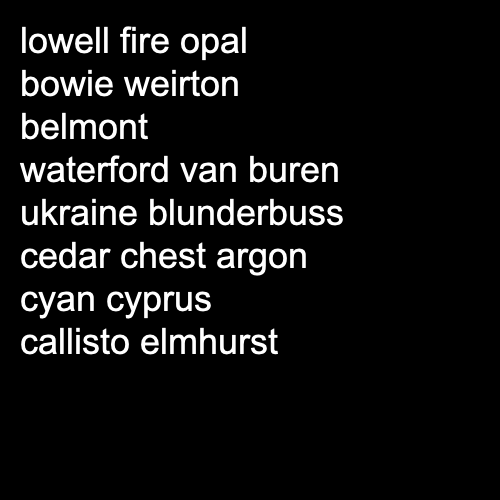 lowell fire opal
bowie weirton
belmont
waterford van buren
ukraine blunderbuss
cedar chest argon
cyan cyprus
callisto elmhurst